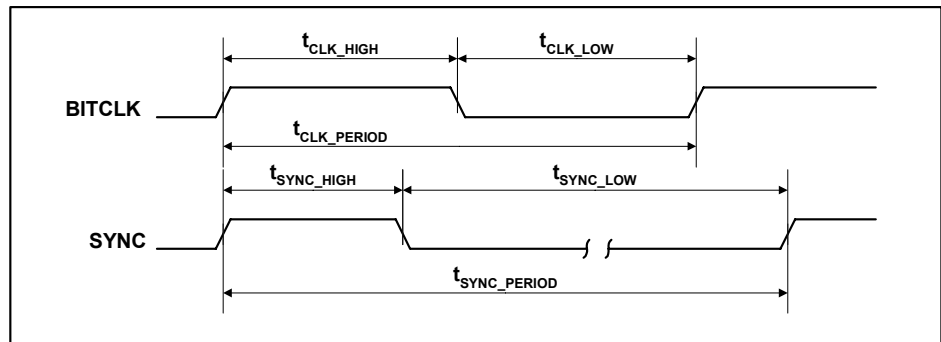 tCLK_HIGH tCLK_LOW
BITCLK
tCLK_PERIOD
tSYNC_HIGH tSYNC_LOW
SYNC
tSYNC_PERIOD